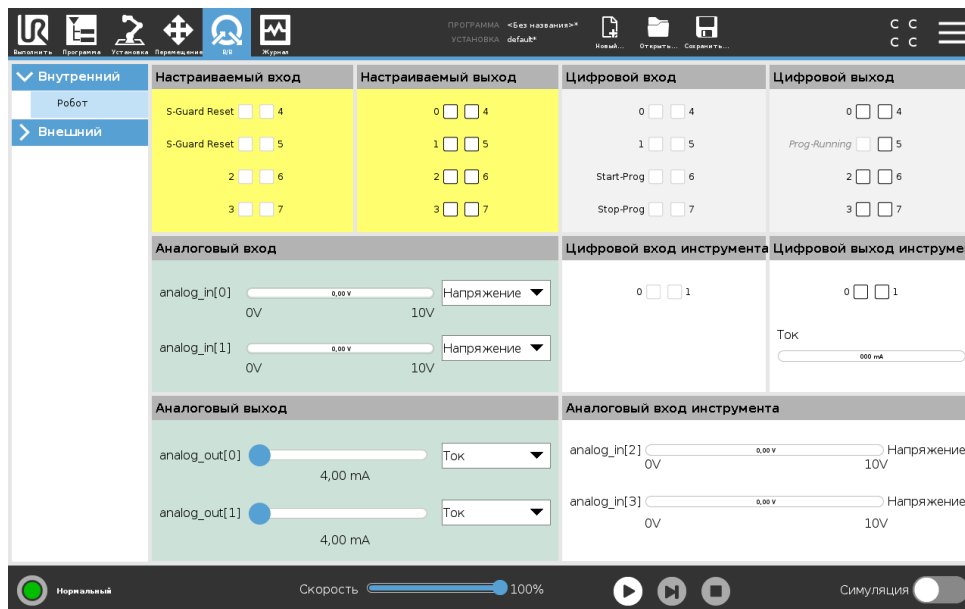 ПРОГРАММА <Без названия>*
УСТАНОВКА default*
Выполнить Программа Установка Перемещение В/В Журнал Новый... Открыть... Сохранить...
C C
C C
Внутренний
Робот
Внешний
Настраиваемый вход Настраиваемый выход Цифровой вход Цифровой выход
S-Guard Reset 4 0 4 0 4 0 4
S-Guard Reset 5 1 5 1 5 Prog-Running 5
2 6 2 6 Start-Prog 6 2 6
3 7 3 7 Stop-Prog 7 3 7
Аналоговый вход Цифровой вход инструмента Цифровой выход инструме
analog_in[0] 0,00 V Напряжение 0 1 0 1
0V 10V
Ток
analog_in[1] 0,00 V Напряжение 000 mA
0V 10V
Аналоговый выход Аналоговый вход инструмента
analog_out[0] Ток analog_in[2] 0,00 V Напряжение
4,00 mA 0V 10V
analog_out[1] Ток analog_in[3] 0,00 V Напряжение
4,00 mA 0V 10V
Нормальный Скорость 100% Симуляция